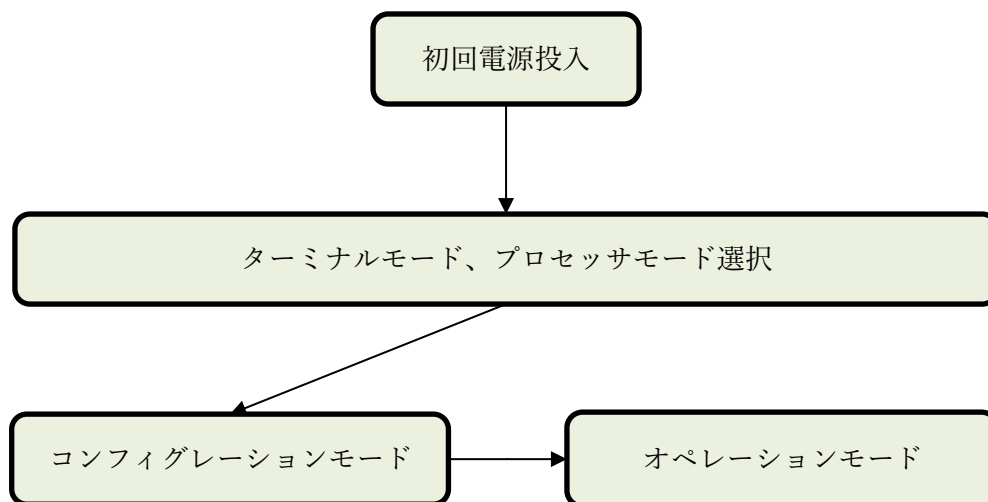 初回電源投入
ターミナルモード、プロセッサモード選択
コンフィグレーションモード
オペレーションモード